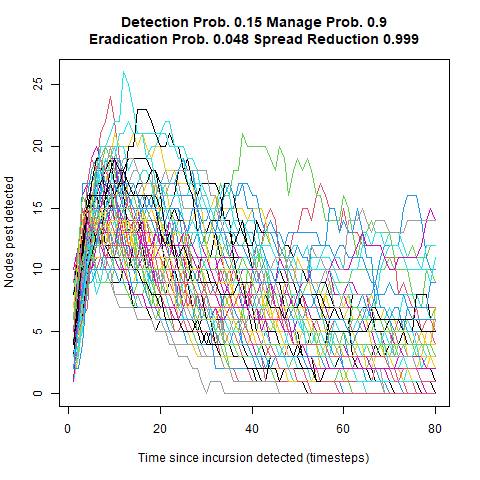 Detection Prob. 0.15 Manage Prob. 0.9
Eradication Prob. 0.048 Spread Reduction 0.999
25
20
15
10
5
0
Nodes pest detected
0 20 40 60 80
Time since incursion detected (timesteps)